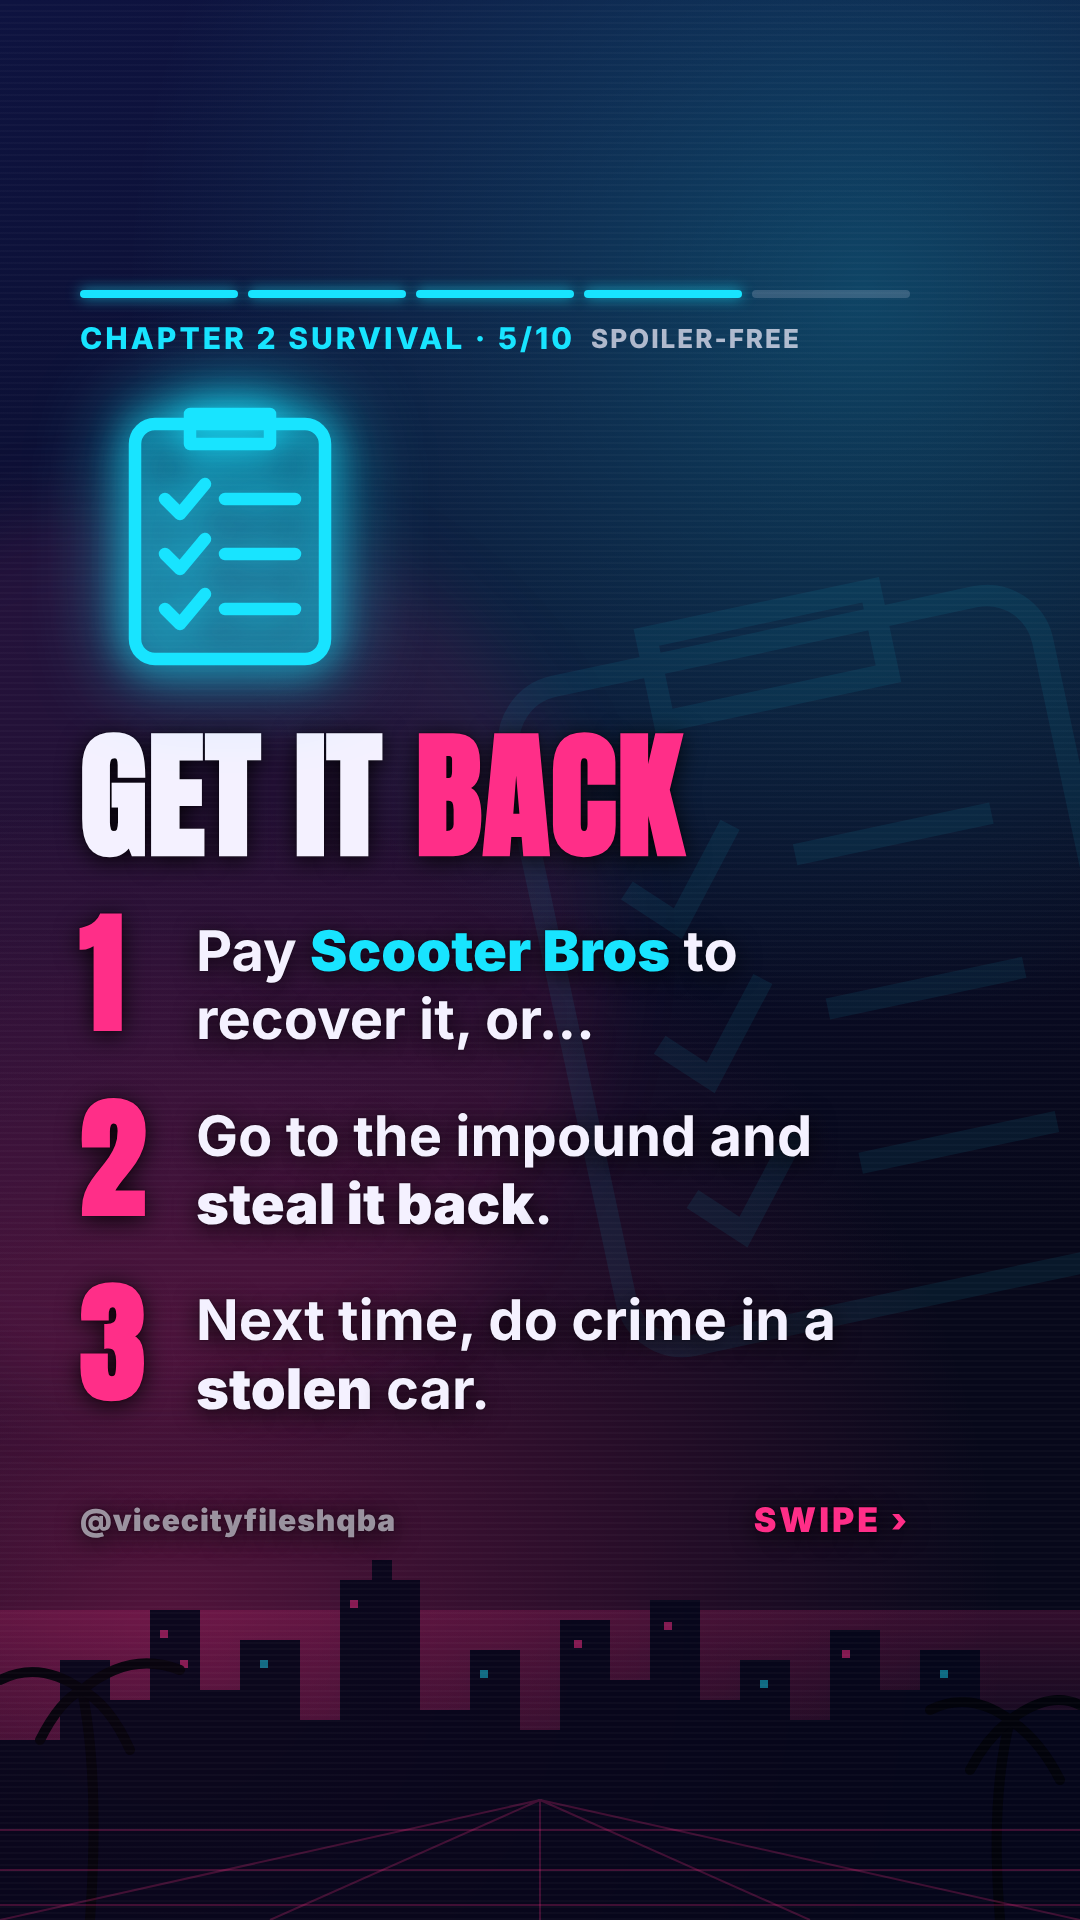 CHAPTER 2 SURVIVAL · 5/10 SPOILER-FREE
GET IT BACK
1 Pay Scooter Bros to
recover it, or...
2 Go to the impound and
steal it back.
3 Next time, do crime in a
stolen car.
@vicecityfileshqba SWIPE ›